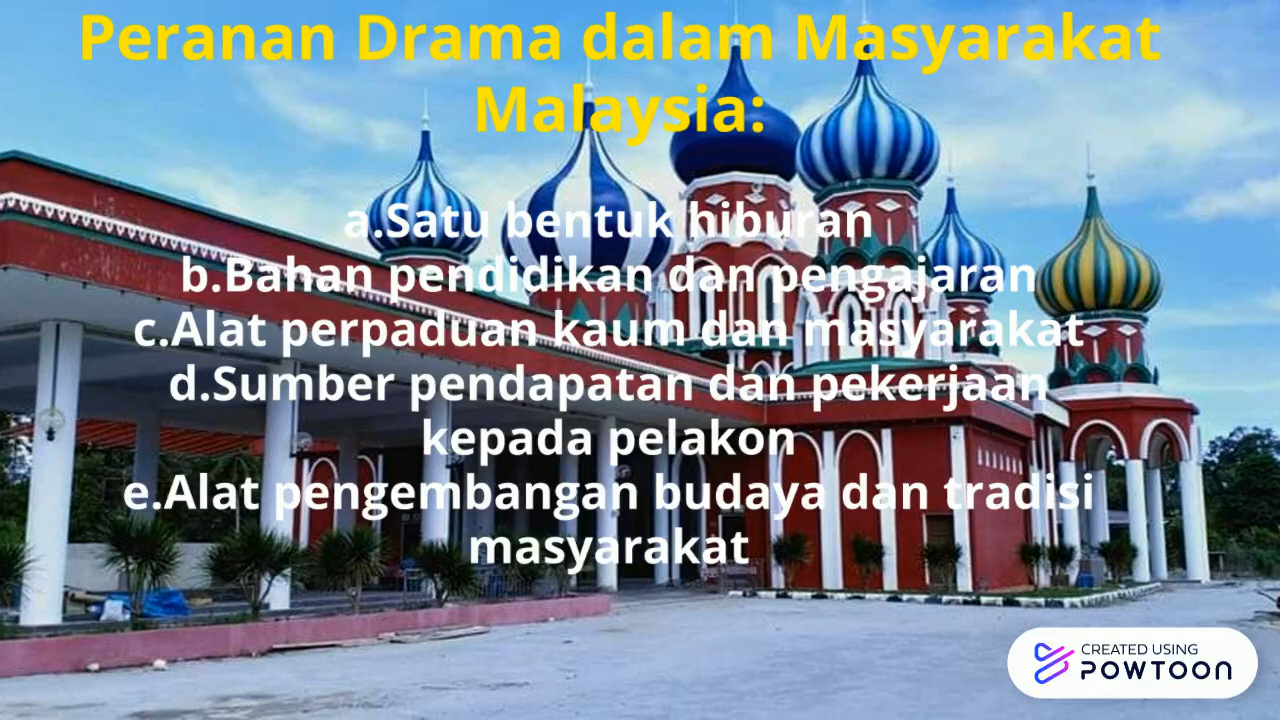 Peranan Drama dalam Masyarakat
Malaysia:
a.Satu bentuk hiburan
b.Bahan pendidikan dan pengajaran
c.Alat perpaduan kaum dan masyarakat
d.Sumber pendapatan dan pekerjaan
kepada pelakon
e.Alat pengembangan budaya dan tradisi
masyarakat
CREATED USING
POWTOON